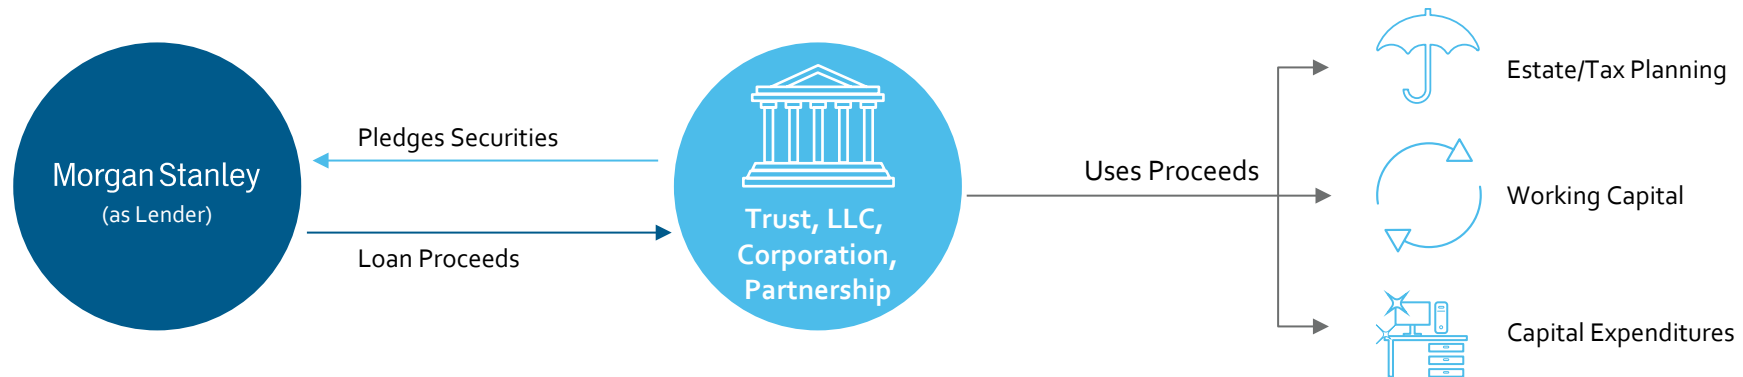 Morgan Stanley
(as Lender)
Pledges Securities
Loan Proceeds
Trust, LLC,
Corporation,
Partnership
Uses Proceeds
Estate/Tax Planning
Working Capital
Capital Expenditures